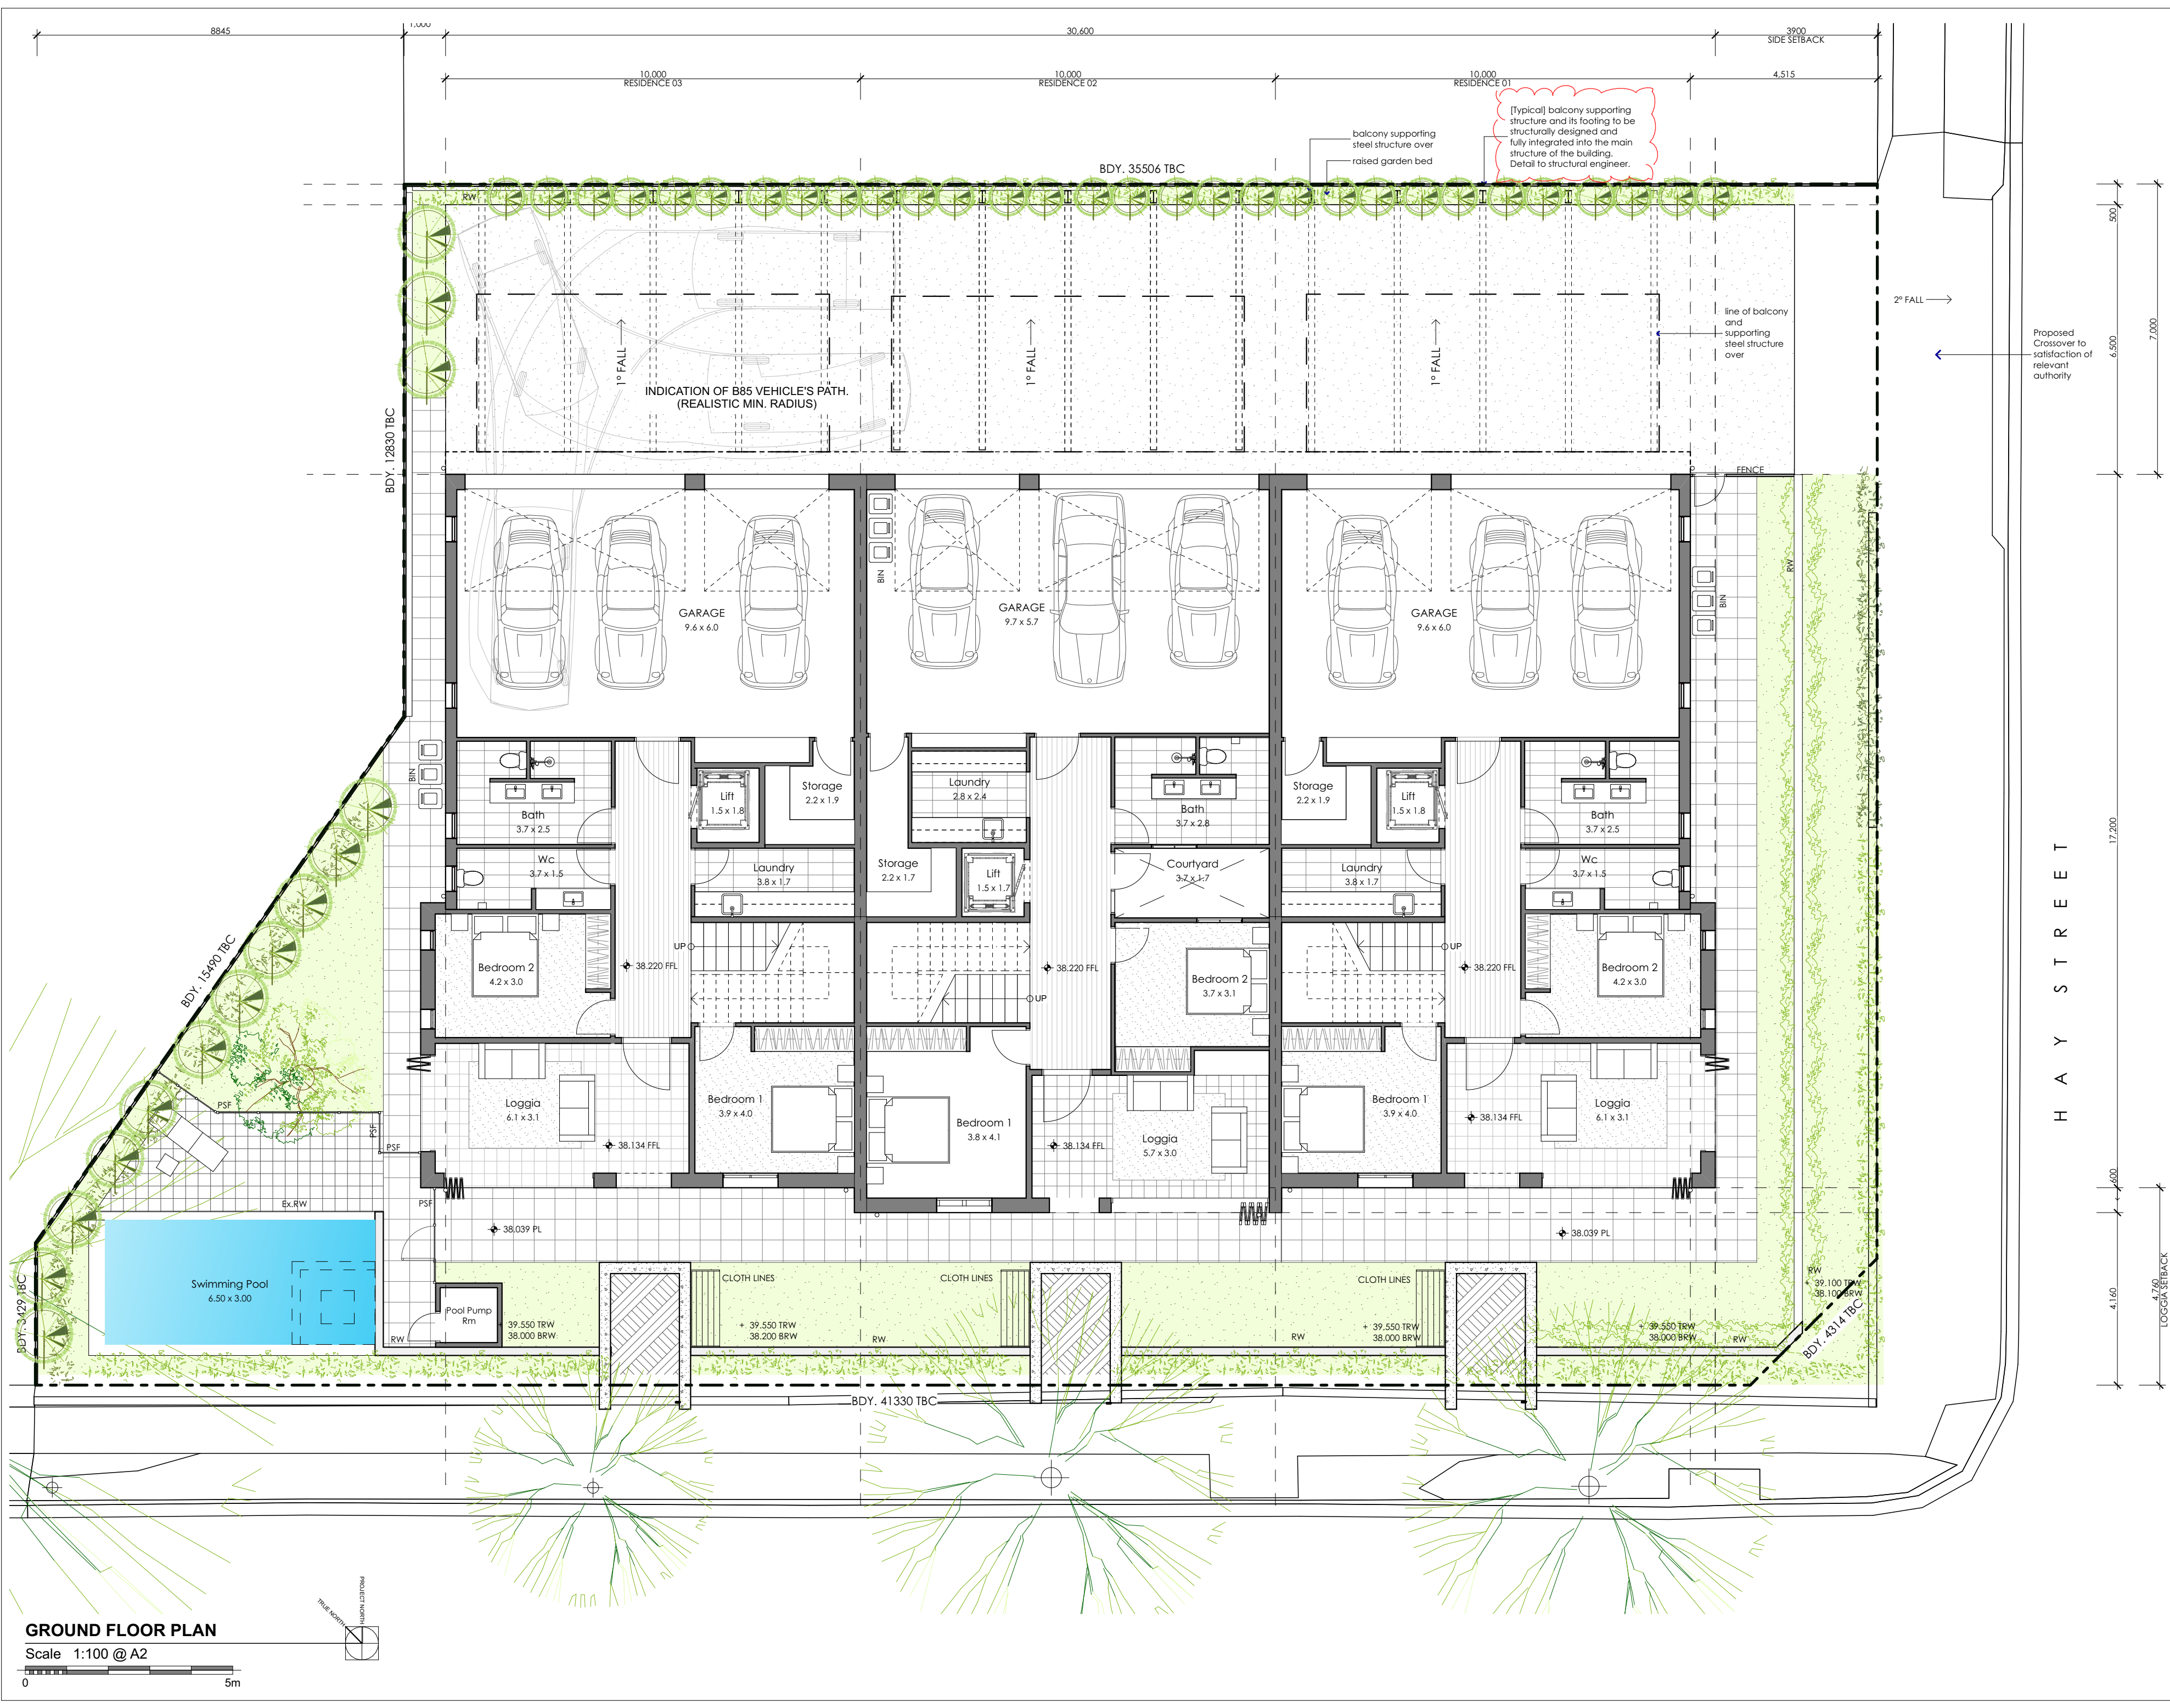 8845
1,000
30,600
3900
SIDE SETBACK
10,000
RESIDENCE 03
10,000
RESIDENCE 02
10,000
RESIDENCE 01
4,515
[Typical] balcony supporting
structure and its footing to be
structurally designed and
fully integrated into the main
structure of the building.
Detail to structural engineer.
balcony supporting
steel structure over
raised garden bed
BDY. 35506 TBC
RW
500
7,000
6,500
2° FALL
line of balcony
and
supporting
steel structure
over
Proposed
Crossover to
satisfaction of
relevant
authority
1° FALL
1° FALL
1° FALL
INDICATION OF B85 VEHICLE'S PATH.
(REALISTIC MIN. RADIUS)
BDY. 12830 TBC
FENCE
RW
BIN
BIN
GARAGE
9.6 x 6.0
GARAGE
9.7 x 5.7
GARAGE
9.6 x 6.0
BIN
Bath
3.7 x 2.5
Lift
1.5 x 1.8
Storage
2.2 x 1.9
Laundry
2.8 x 2.4
Bath
3.7 x 2.8
Storage
2.2 x 1.9
Lift
1.5 x 1.8
Bath
3.7 x 2.5
17,200
Wc
3.7 x 1.5
Laundry
3.8 x 1.7
Storage
2.2 x 1.7
Lift
1.5 x 1.7
Courtyard
3.7 x 1.7
Laundry
3.8 x 1.7
Wc
3.7 x 1.5
HAY STREET
BDY. 15490 TBC
UP
UP
UP
Bedroom 2
4.2 x 3.0
38.220 FFL
38.220 FFL
Bedroom 2
3.7 x 3.1
38.220 FFL
Bedroom 2
4.2 x 3.0
PSF
PSF
PSF
Loggia
6.1 x 3.1
38.134 FFL
Bedroom 1
3.9 x 4.0
Bedroom 1
3.8 x 4.1
38.134 FFL
Loggia
5.7 x 3.0
Bedroom 1
3.9 x 4.0
38.134 FFL
Loggia
6.1 x 3.1
600
Ex.RW
PSF
38.039 PL
38.039 PL
Swimming Pool
6.50 x 3.00
BDY. 3429 TBC
RW
Pool Pump
Rm
CLOTH LINES
CLOTH LINES
CLOTH LINES
+ 39.550 TRW
38.000 BRW
+ 39.550 TRW
38.200 BRW
RW
RW
+ 39.550 TRW
38.000 BRW
+ 39.550 TRW
38.000 BRW
RW
RW
+ 39.100 TRW
38.100 BRW
BDY. 4314 TBC
4,160
4,760
LOGGIA SETBACK
BDY. 41330 TBC
TRUE NORTH
PROJECT NORTH
GROUND FLOOR PLAN
Scale 1:100 @ A2
0
5m